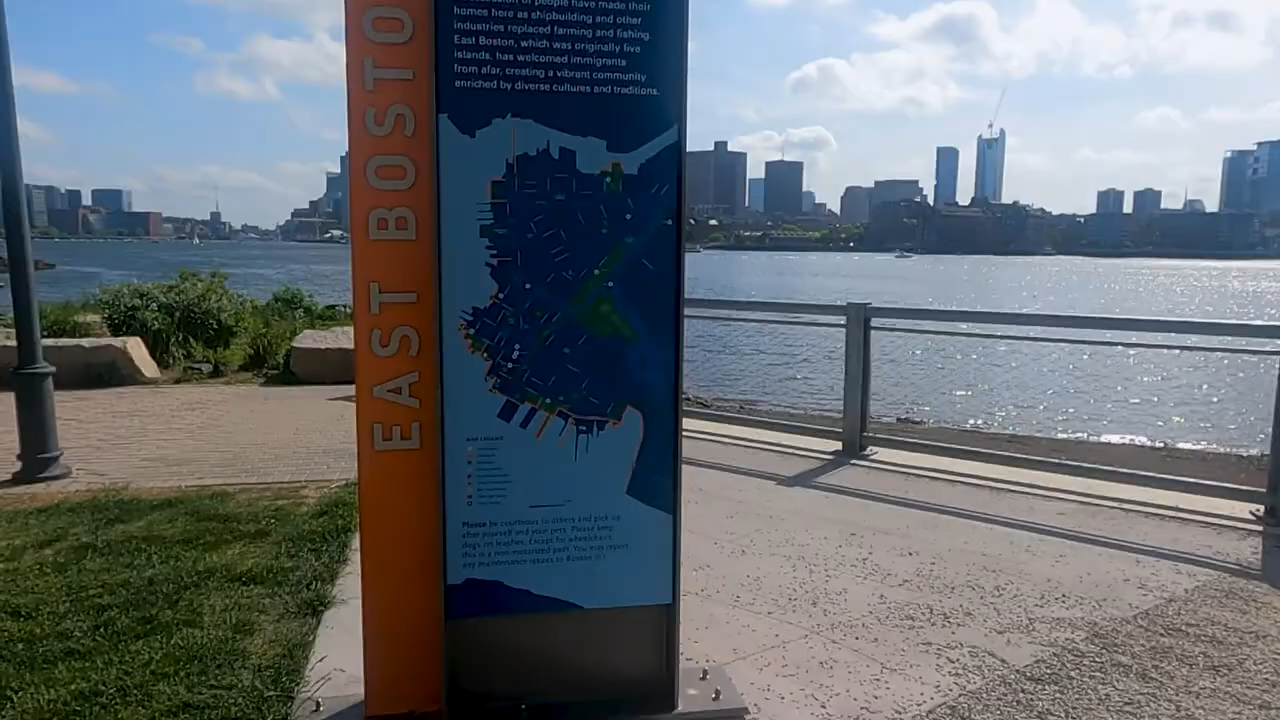 EAST BOSTO
of people have made their
homes here as shipbuilding and other
industries replaced farming and fishing.
East Boston, which was originally five
islands, has welcomed immigrants
from afar, creating a vibrant community
enriched by diverse cultures and traditions.
MAP LEGEND
Please be courteous to others and pick up
after yourself and your pets. Please keep
dogs on leashes. Except for wheelchairs,
this is a non-motorized path. You may report
any maintenance issues to Boston 311.